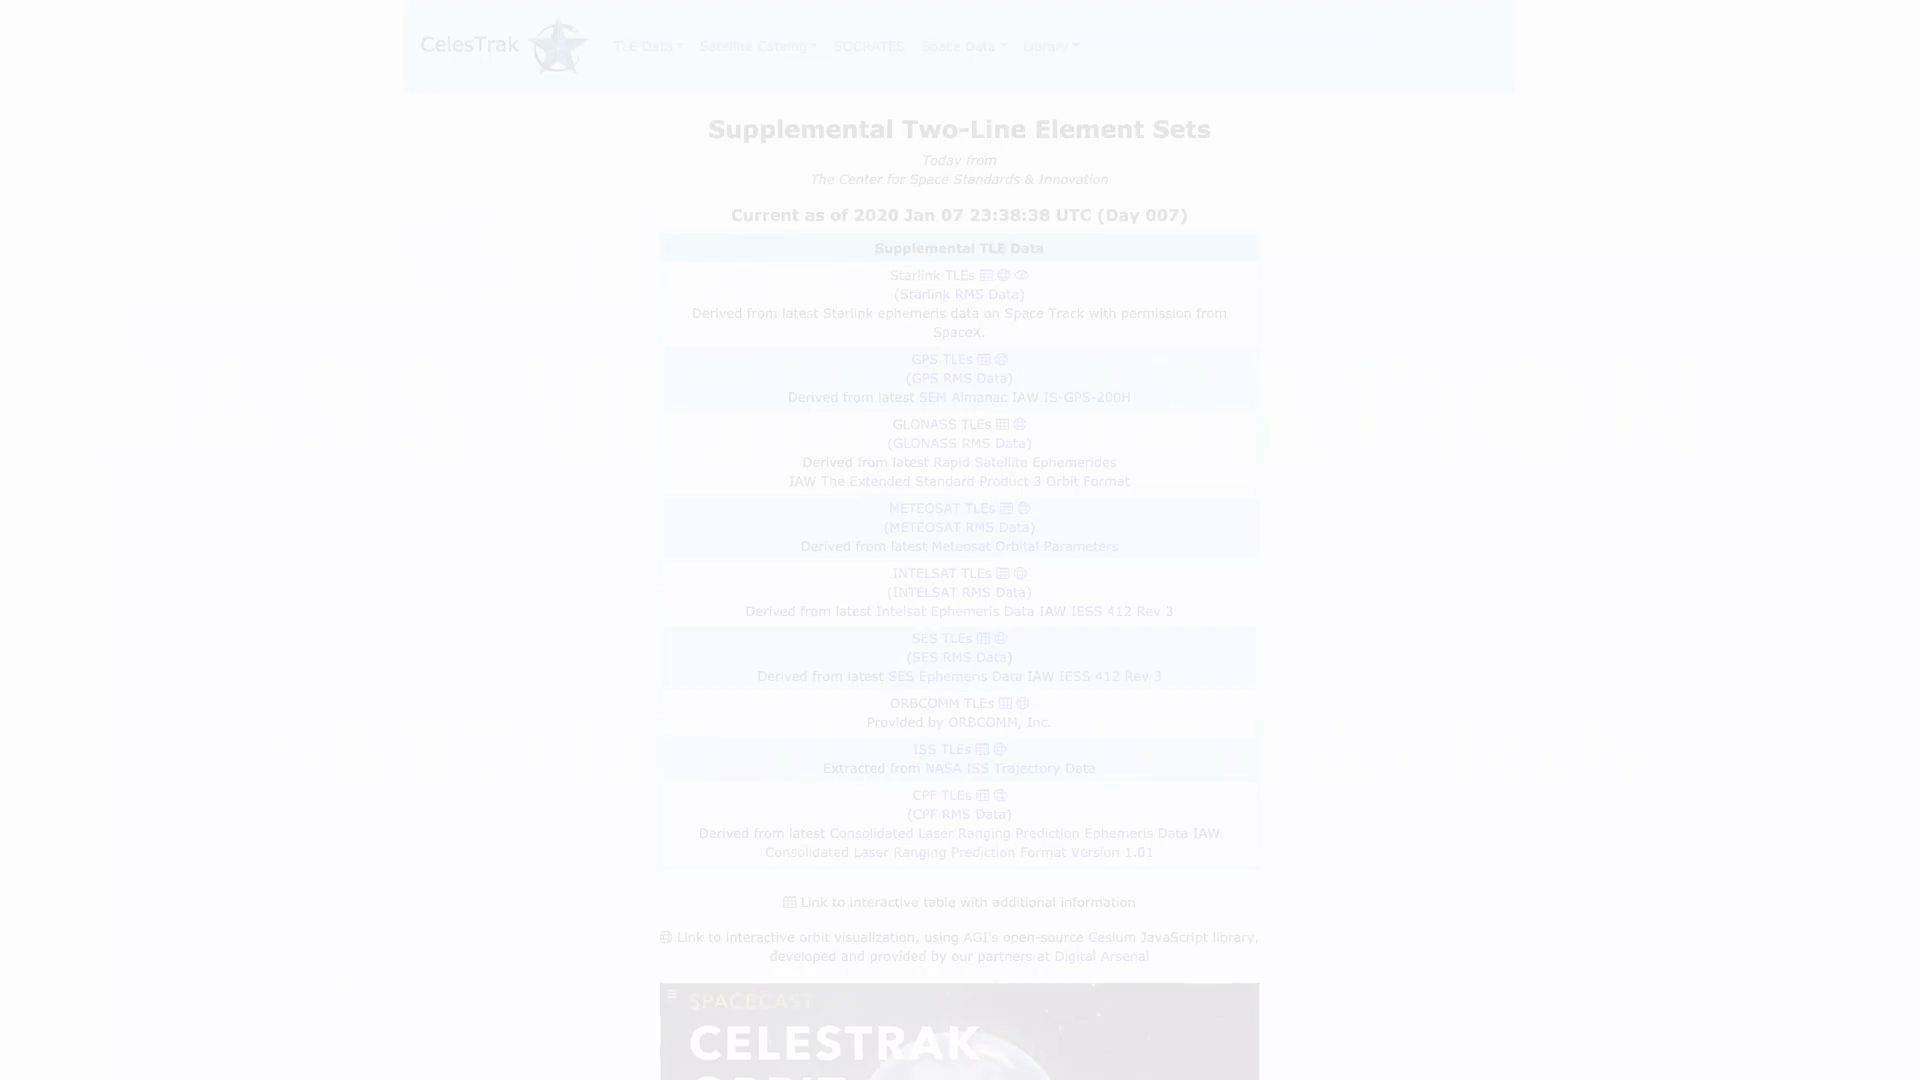 CelesTrak
TLE Data Satellite Catalog SOCRATES Space Data Library
Supplemental Two-Line Element Sets
Today from
The Center for Space Standards & Innovation
Current as of 2020 Jan 07 23:38:38 UTC (Day 007)
Supplemental TLE Data
Starlink TLEs
(Starlink RMS Data)
Derived from latest Starlink ephemeris data on Space Track with permission from
SpaceX.
GPS TLEs
(GPS RMS Data)
Derived from latest SEM Almanac IAW IS-GPS-200H
GLONASS TLEs
(GLONASS RMS Data)
Derived from latest Rapid Satellite Ephemerides
IAW The Extended Standard Product 3 Orbit Format
METEOSAT TLEs
(METEOSAT RMS Data)
Derived from latest Meteosat Orbital Parameters
INTELSAT TLEs
(INTELSAT RMS Data)
Derived from latest Intelsat Ephemeris Data IAW IESS 412 Rev 3
SES TLEs
(SES RMS Data)
Derived from latest SES Ephemeris Data IAW IESS 412 Rev 3
ORBCOMM TLEs
Provided by ORBCOMM, Inc.
ISS TLEs
Extracted from NASA ISS Trajectory Data
CPF TLEs
(CPF RMS Data)
Derived from latest Consolidated Laser Ranging Prediction Ephemeris Data IAW
Consolidated Laser Ranging Prediction Format Version 1.01
Link to interactive table with additional information
Link to interactive orbit visualization, using AGI's open-source Cesium JavaScript library,
developed and provided by our partners at Digital Arsenal
SPACECAST
CELESTRAK
ORBIT